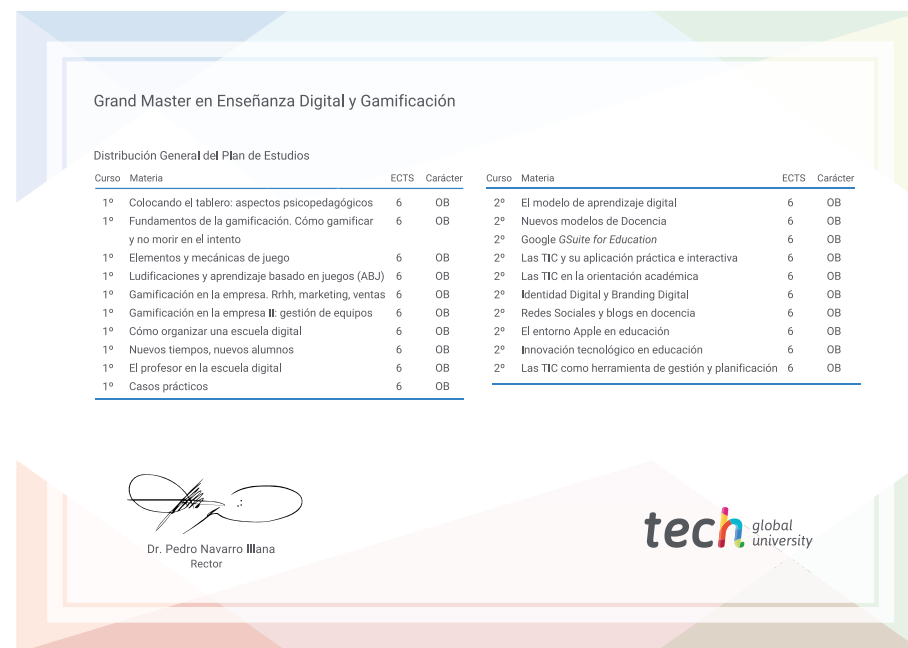 Grand Master en Enseñanza Digital y Gamificación
Distribución General del Plan de Estudios
Curso Materia ECTS Carácter
1º Colocando el tablero: aspectos psicopedagógicos 6 OB
1º Fundamentos de la gamificación. Cómo gamificar 6 OB
y no morir en el intento
1º Elementos y mecánicas de juego 6 OB
1º Ludificaciones y aprendizaje basado en juegos (ABJ) 6 OB
1º Gamificación en la empresa. Rrhh, marketing, ventas 6 OB
1º Gamificación en la empresa II: gestión de equipos 6 OB
1º Cómo organizar una escuela digital 6 OB
1º Nuevos tiempos, nuevos alumnos 6 OB
1º El profesor en la escuela digital 6 OB
1º Casos prácticos 6 OB
Curso Materia ECTS Carácter
2º El modelo de aprendizaje digital 6 OB
2º Nuevos modelos de Docencia 6 OB
2º Google GSuite for Education 6 OB
2º Las TIC y su aplicación práctica e interactiva 6 OB
2º Las TIC en la orientación académica 6 OB
2º Identidad Digital y Branding Digital 6 OB
2º Redes Sociales y blogs en docencia 6 OB
2º El entorno Apple en educación 6 OB
2º Innovación tecnológico en educación 6 OB
2º Las TIC como herramienta de gestión y planificación 6 OB
Dr. Pedro Navarro Illana
Rector
tech global
university